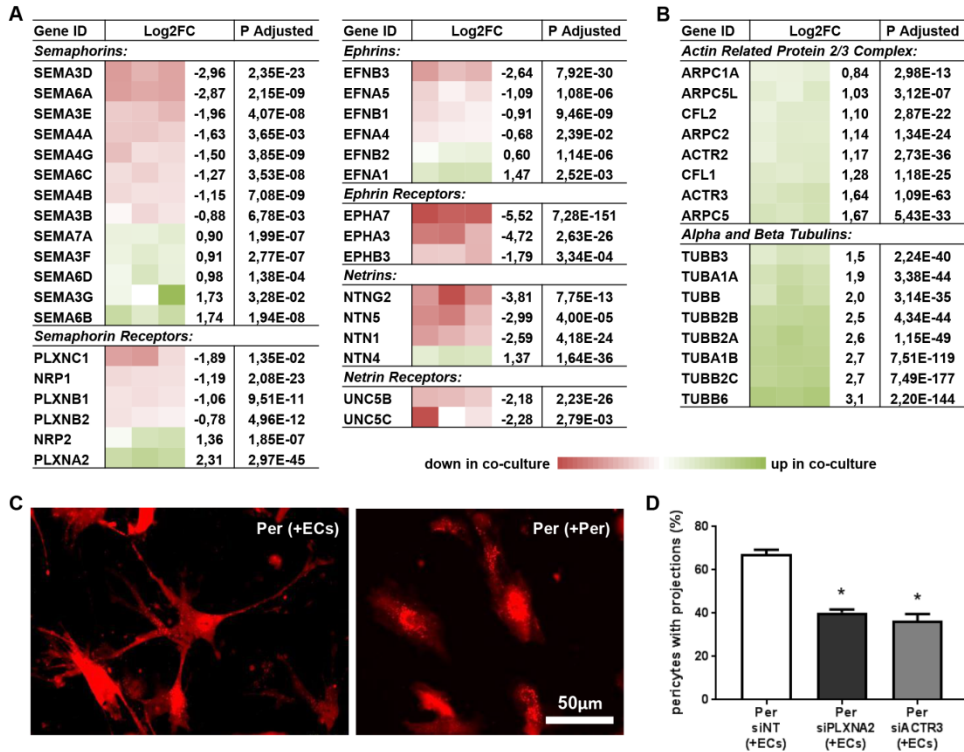 A
Gene ID Log2FC P Adjusted
Semaphorins:
SEMA3D -2,96 2,35E-23
SEMA6A -2,87 2,15E-09
SEMA3E -1,96 4,07E-08
SEMA4A -1,63 3,65E-03
SEMA4G -1,50 3,85E-09
SEMA6C -1,27 3,53E-08
SEMA4B -1,15 7,08E-09
SEMA3B -0,88 6,78E-03
SEMA7A 0,90 1,99E-07
SEMA3F 0,91 2,77E-07
SEMA6D 0,98 1,38E-04
SEMA3G 1,73 3,28E-02
SEMA6B 1,74 1,94E-08
Semaphorin Receptors:
PLXNC1 -1,89 1,35E-02
NRP1 -1,19 2,08E-23
PLXNB1 -1,06 9,51E-11
PLXNB2 -0,78 4,96E-12
NRP2 1,36 1,85E-07
PLXNA2 2,31 2,97E-45
Gene ID Log2FC P Adjusted
Ephrins:
EFNB3 -2,64 7,92E-30
EFNA5 -1,09 1,08E-06
EFNB1 -0,91 9,46E-09
EFNA4 -0,68 2,39E-02
EFNB2 0,60 1,14E-06
EFNA1 1,47 2,52E-03
Ephrin Receptors:
EPHA7 -5,52 7,28E-151
EPHA3 -4,72 2,63E-26
EPHB3 -1,79 3,34E-04
Netrins:
NTNG2 -3,81 7,75E-13
NTN5 -2,99 4,00E-05
NTN1 -2,59 4,18E-24
NTN4 1,37 1,64E-36
Netrin Receptors:
UNC5B -2,18 2,23E-26
UNC5C -2,28 2,79E-03
B
Gene ID Log2FC P Adjusted
Actin Related Protein 2/3 Complex:
ARPC1A 0,84 2,98E-13
ARPC5L 1,03 3,12E-07
CFL2 1,10 2,87E-22
ARPC2 1,14 1,34E-24
ACTR2 1,17 2,73E-36
CFL1 1,28 1,18E-25
ACTR3 1,64 1,09E-63
ARPC5 1,67 5,43E-33
Alpha and Beta Tubulins:
TUBB3 1,5 2,24E-40
TUBA1A 1,9 3,38E-44
TUBB 2,0 3,14E-35
TUBB2B 2,5 4,34E-44
TUBB2A 2,6 1,15E-49
TUBA1B 2,7 7,51E-119
TUBB2C 2,7 7,49E-177
TUBB6 3,1 2,20E-144
down in co-culture up in co-culture
C
Per (+ECs)
Per (+Per)
50µm
D
pericytes with projections (%)
80
60
40
20
0
* *
Per Per Per
siNT siPLXNA2 siACTR3
(+ECs) (+ECs) (+ECs)